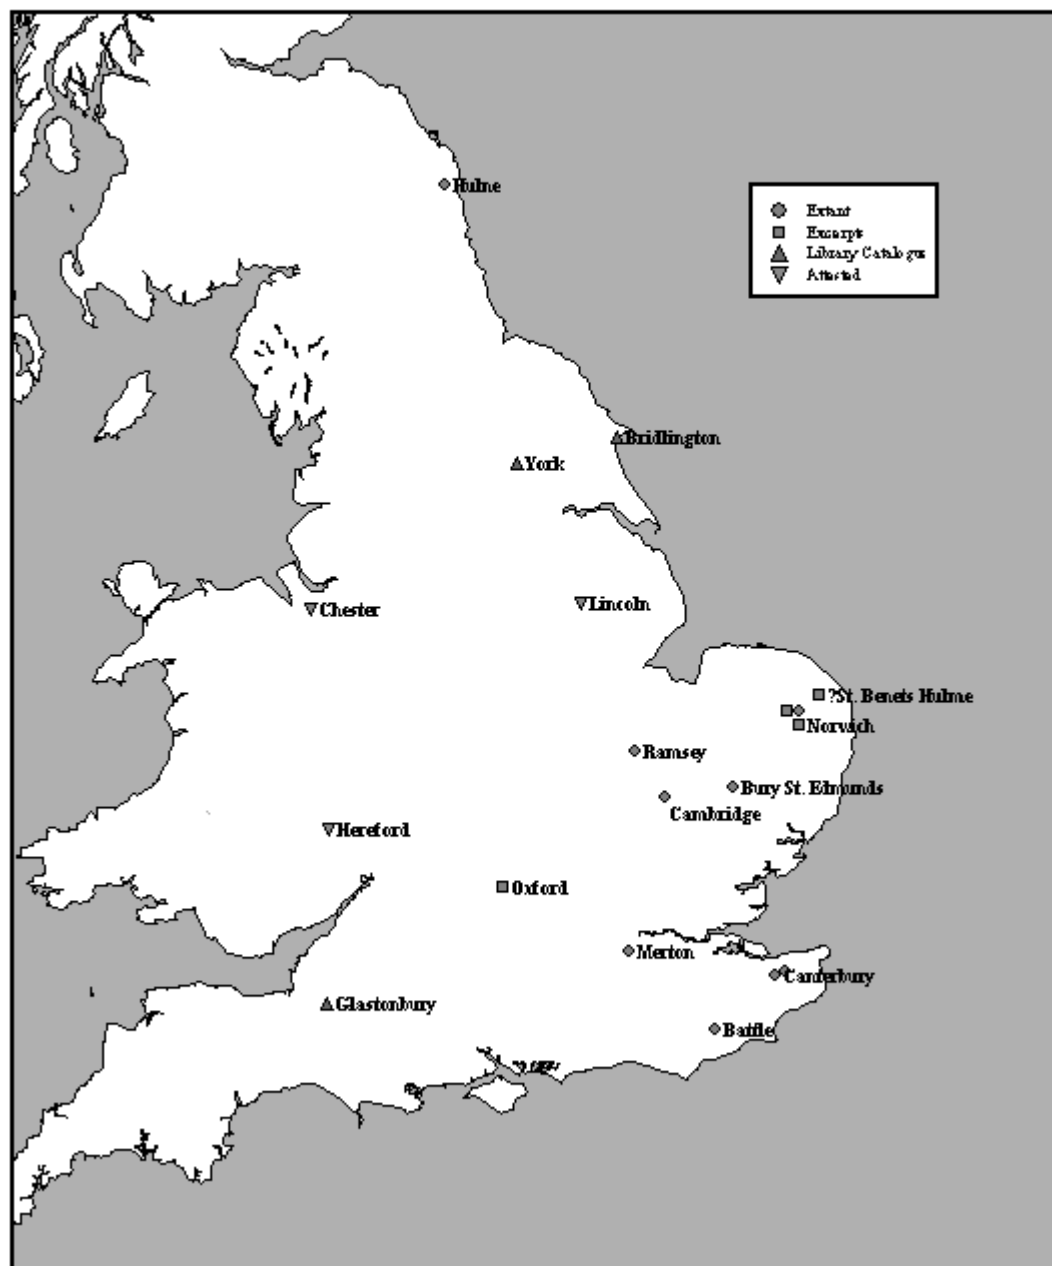 Hulne
Extant
Excerpt
Library Catalogue
Attested
Bridlington
York
Chester
Lincoln
?St. Benets Hulme
Norwich
Ramsey
Bury St. Edmunds
Cambridge
Hereford
Oxford
Merton
Canterbury
Glastonbury
Battle